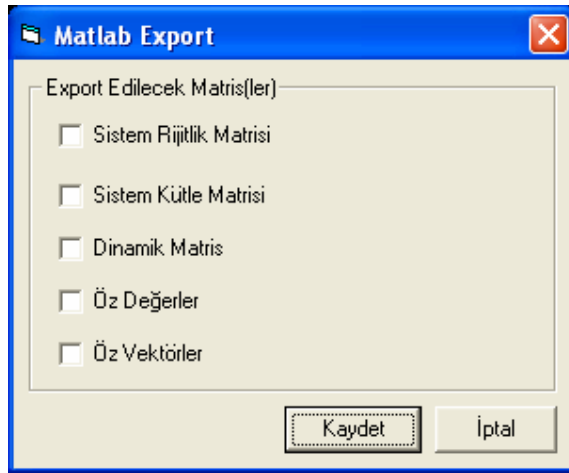 Matlab Export
Export Edilecek Matris(ler)
Sistem Rijitlik Matrisi
Sistem Kütle Matrisi
Dinamik Matris
Öz Değerler
Öz Vektörler
Kaydet İptal